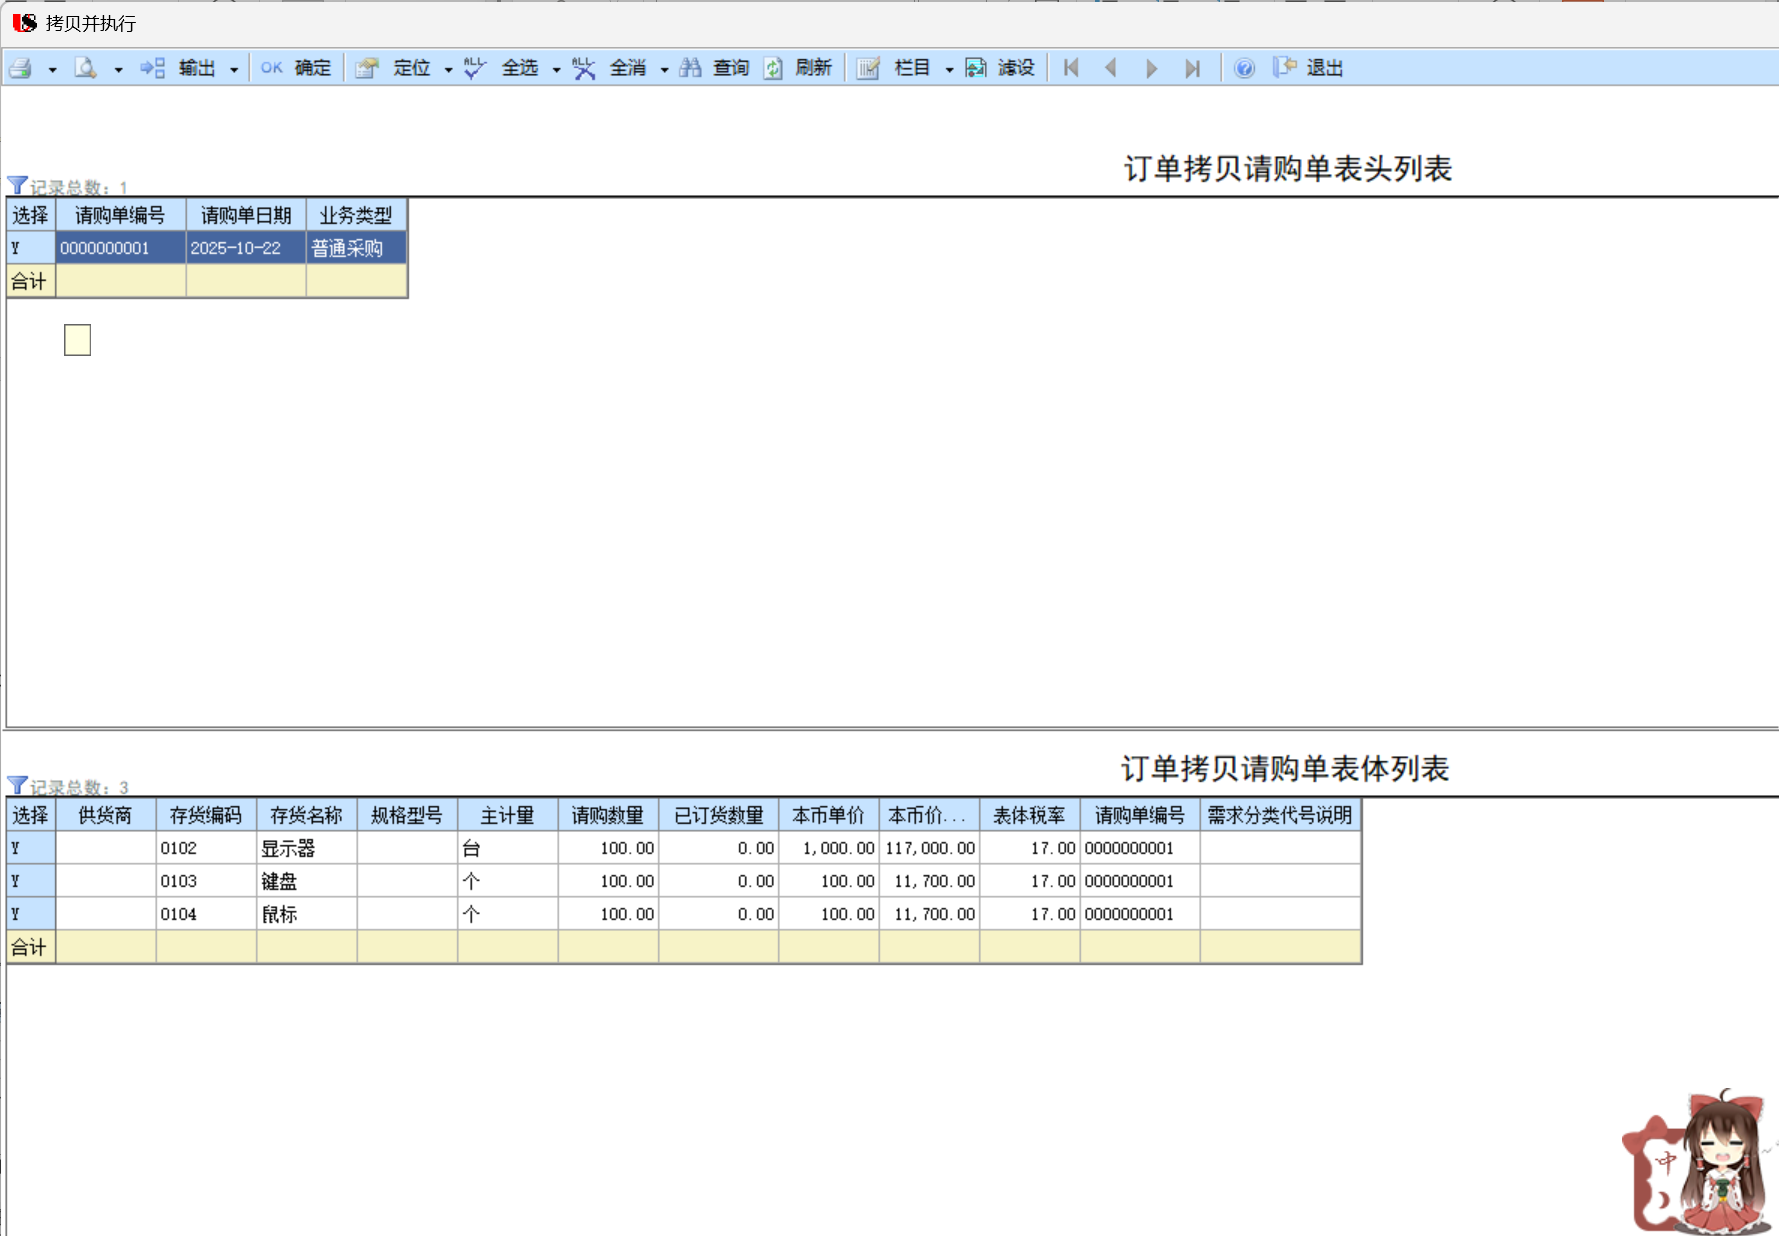 拷贝并执行
输出 OK 确定 定位 ALL 全选 ALL 全消 查询 刷新 栏目 滤设 退出
订单拷贝请购单表头列表
记录总数: 1
选择 请购单编号 请购单日期 业务类型
Y 0000000001 2025-10-22 普通采购
合计
订单拷贝请购单表体列表
记录总数: 3
选择 供货商 存货编码 存货名称 规格型号 主计量 请购数量 已订货数量 本币单价 本币价... 表体税率 请购单编号 需求分类代号说明
Y 0102 显示器 台 100.00 0.00 1,000.00 117,000.00 17.00 0000000001
Y 0103 键盘 个 100.00 0.00 100.00 11,700.00 17.00 0000000001
Y 0104 鼠标 个 100.00 0.00 100.00 11,700.00 17.00 0000000001
合计
中